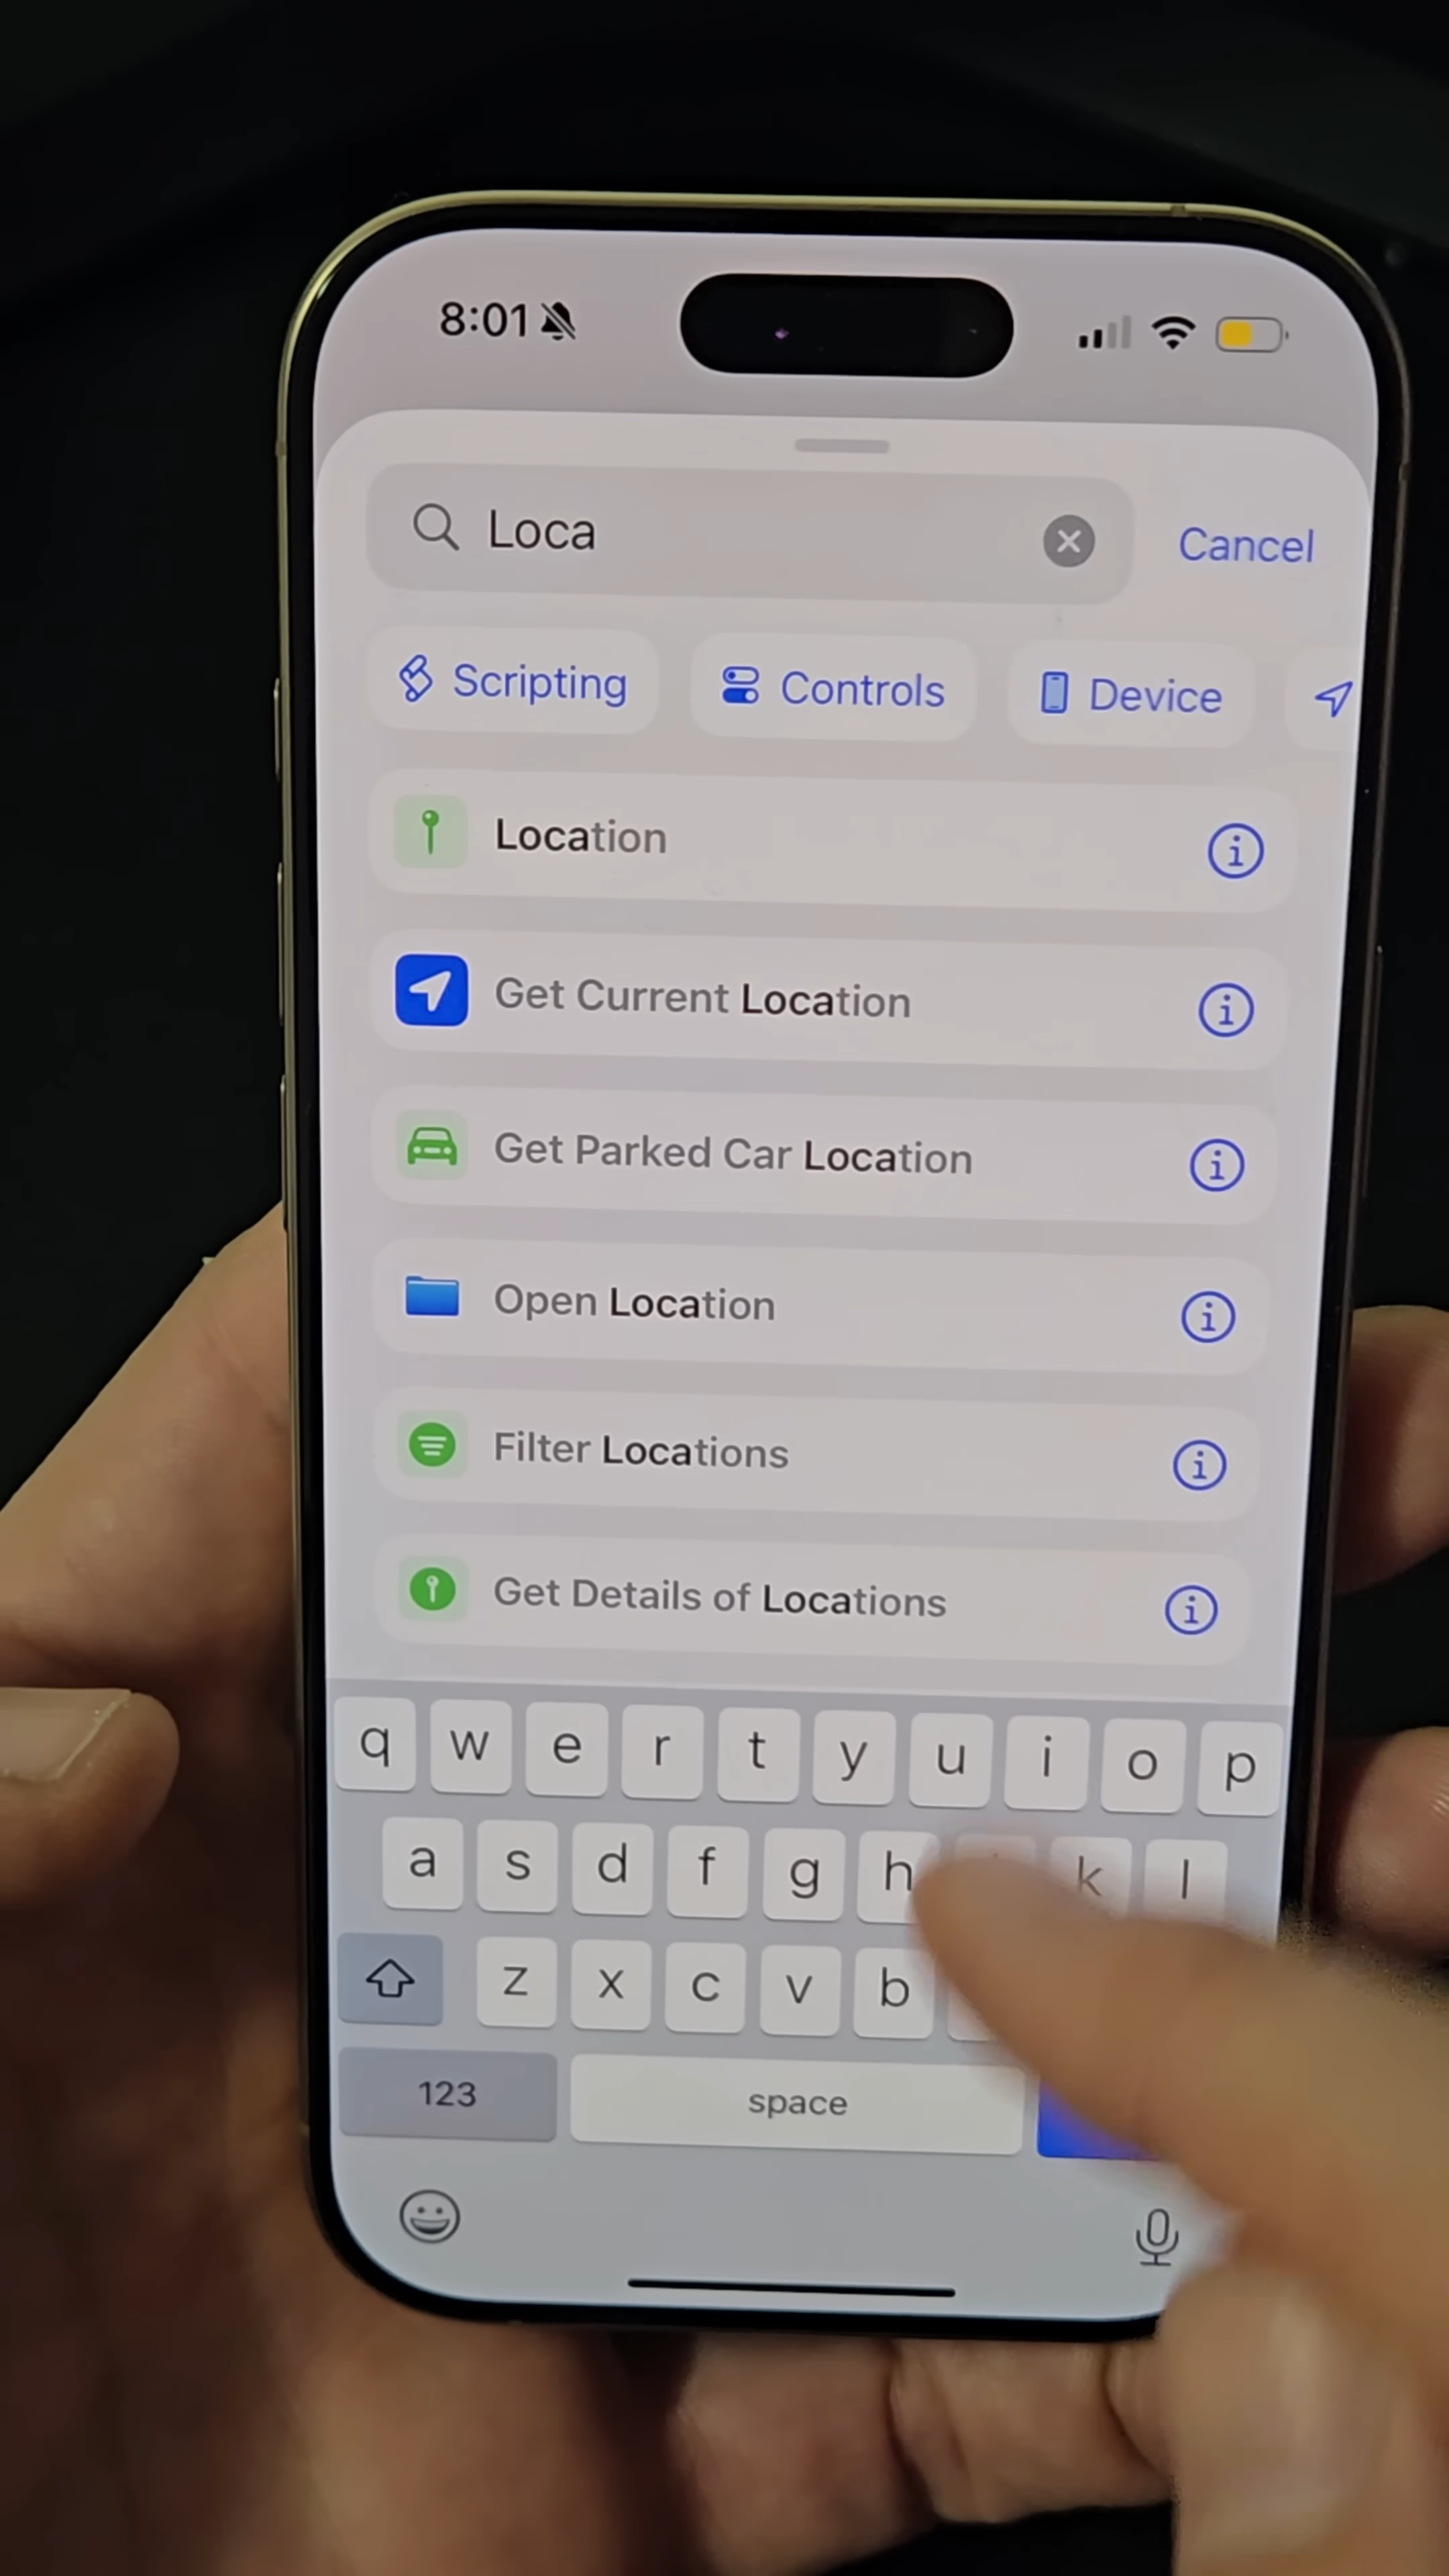 8:01
Loca
Cancel
Scripting
Controls
Device
Location
Get Current Location
Get Parked Car Location
Open Location
Filter Locations
Get Details of Locations
q w e r t y u i o p
a s d f g h k l
z x c v b
123
space